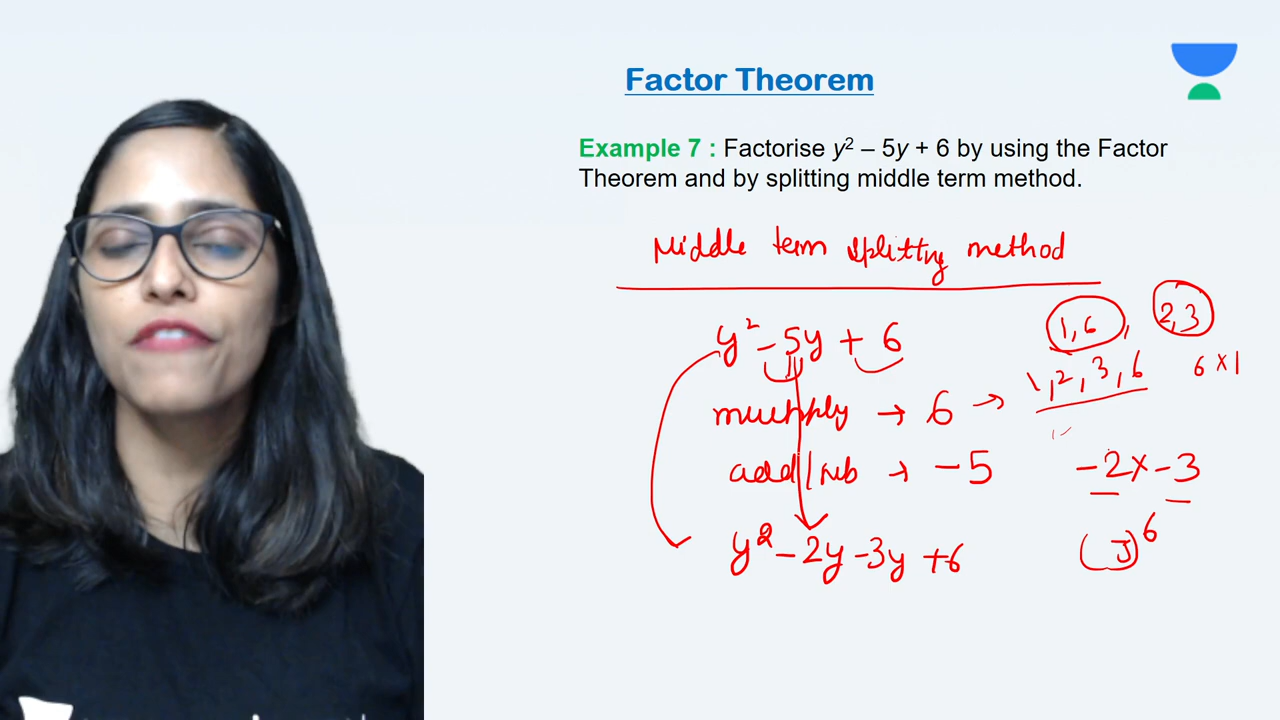 Factor Theorem
Example 7 : Factorise y² – 5y + 6 by using the Factor
Theorem and by splitting middle term method.
Middle term splitting method
y² - 5y + 6
1,6, 2,3
multiply → 6 → 1,2,3,6
6 × 1
add/sub → -5
-2 × -3
y² - 2y - 3y + 6
6